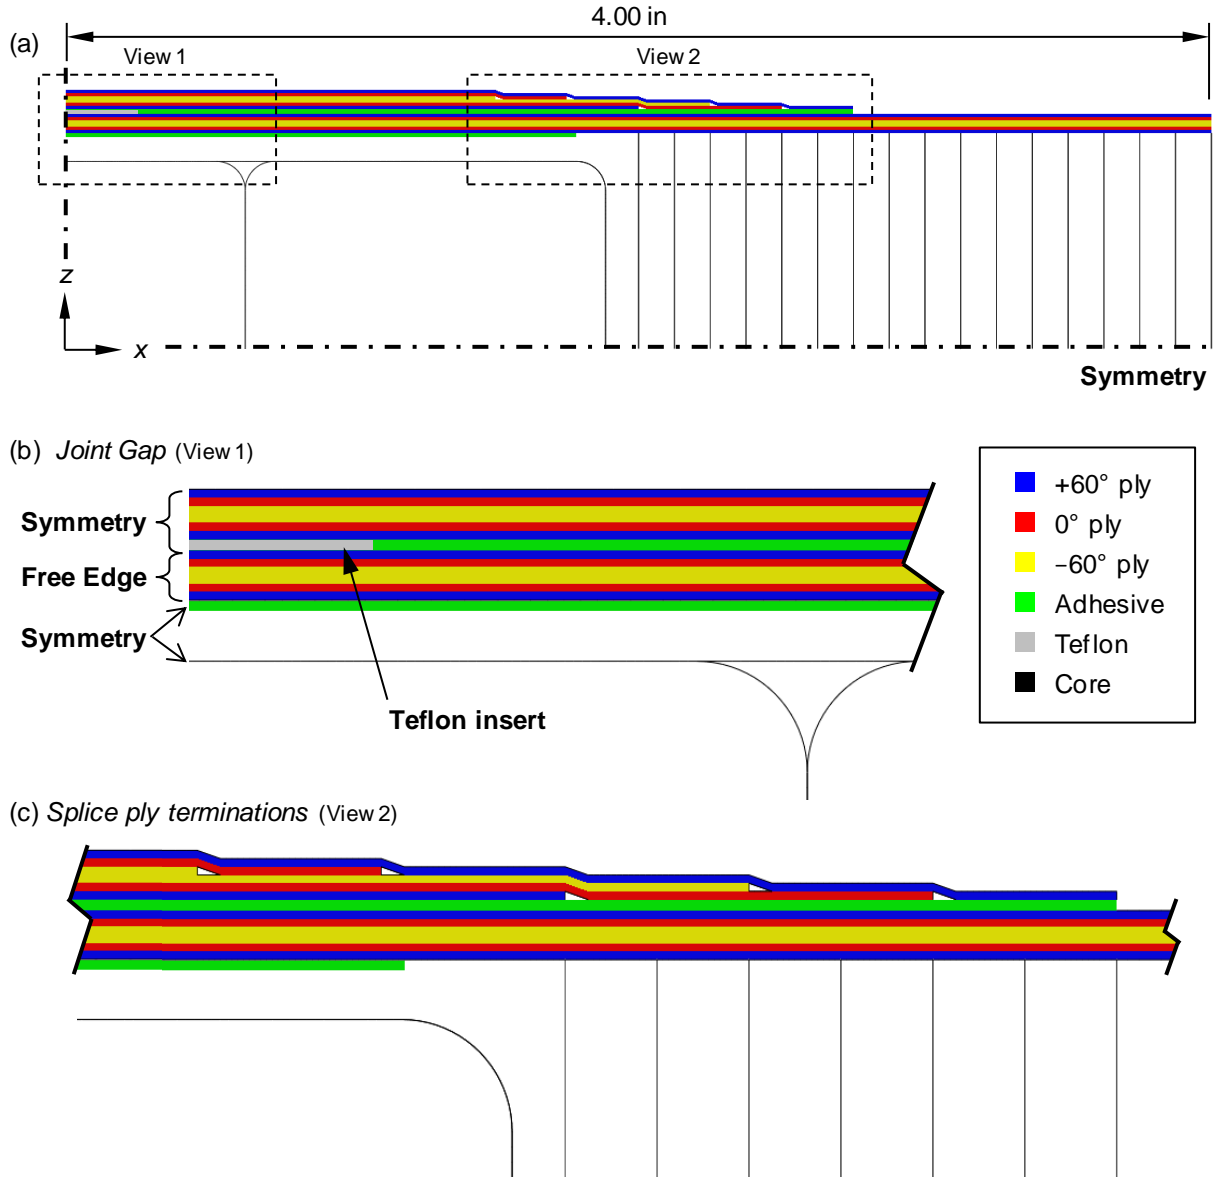 (a)
4.00 in
View 1
View 2
z
x
Symmetry
(b) Joint Gap (View 1)
Symmetry
Free Edge
Symmetry
Teflon insert
+60° ply
0° ply
−60° ply
Adhesive
Teflon
Core
(c) Splice ply terminations (View 2)